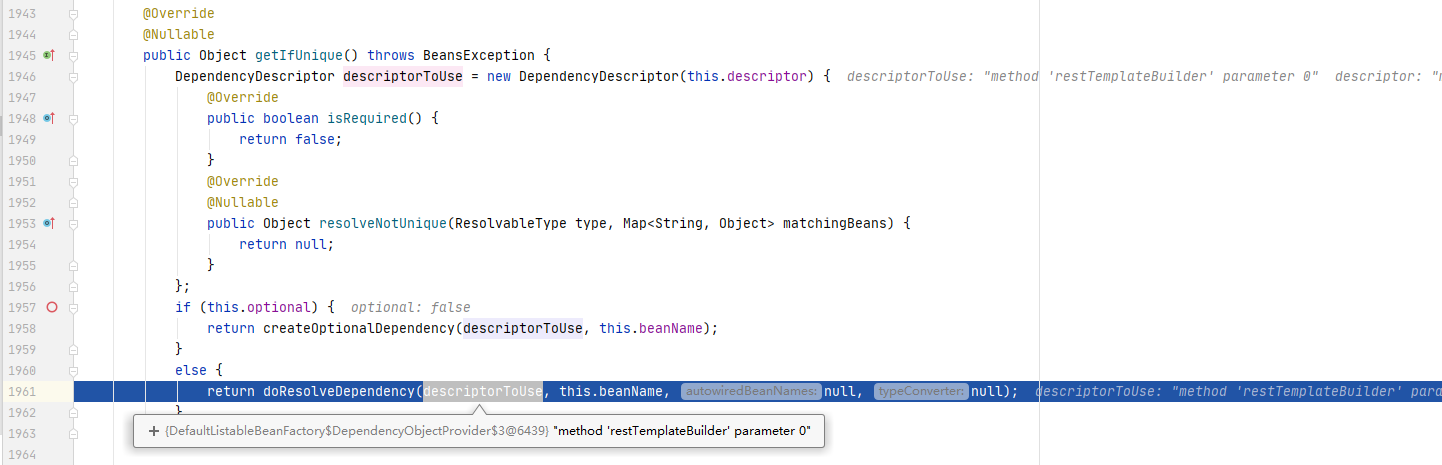 1943 @Override
1944 @Nullable
1945 public Object getIfUnique() throws BeansException {
1946 DependencyDescriptor descriptorToUse = new DependencyDescriptor(this.descriptor) { descriptorToUse: "method 'restTemplateBuilder' parameter 0" descriptor: "m
1947 @Override
1948 public boolean isRequired() {
1949 return false;
1950 }
1951 @Override
1952 @Nullable
1953 public Object resolveNotUnique(ResolvableType type, Map<String, Object> matchingBeans) {
1954 return null;
1955 }
1956 };
1957 if (this.optional) { optional: false
1958 return createOptionalDependency(descriptorToUse, this.beanName);
1959 }
1960 else {
1961 return doResolveDependency(descriptorToUse, this.beanName, autowiredBeanNames: null, typeConverter: null); descriptorToUse: "method 'restTemplateBuilder' para
1962 }
1963 {DefaultListableBeanFactory$DependencyObjectProvider$3@6439} "method 'restTemplateBuilder' parameter 0"
1964